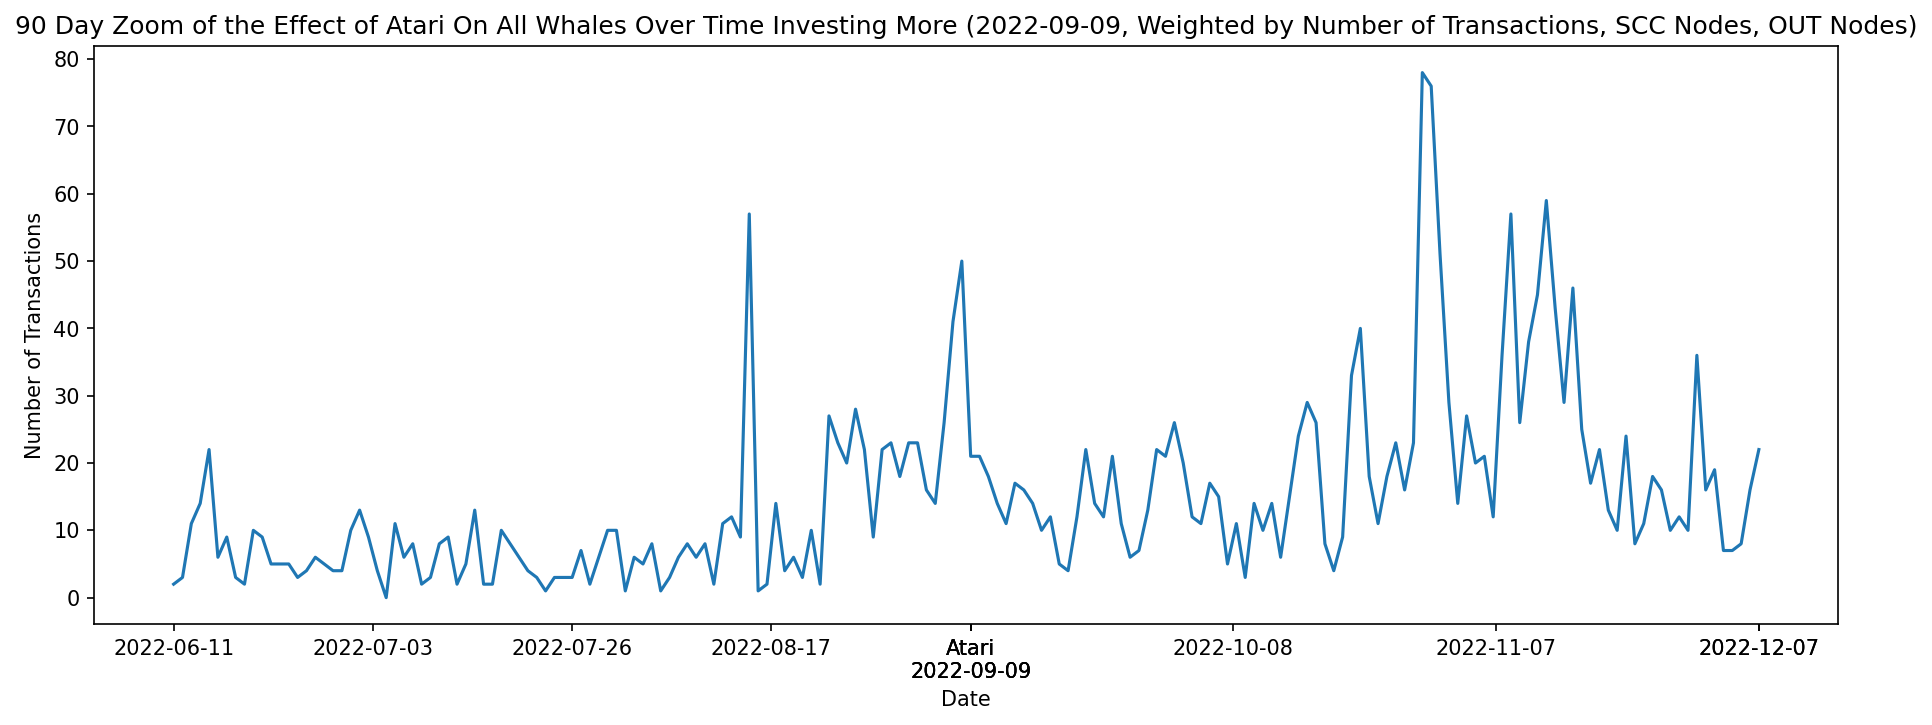 90 Day Zoom of the Effect of Atari On All Whales Over Time Investing More (2022-09-09, Weighted by Number of Transactions, SCC Nodes, OUT Nodes)
80
70
60
50
40
30
20
10
0
Number of Transactions
2022-06-11 2022-07-03 2022-07-26 2022-08-17 Atari 2022-10-08 2022-11-07 2022-12-07
2022-09-09
Date